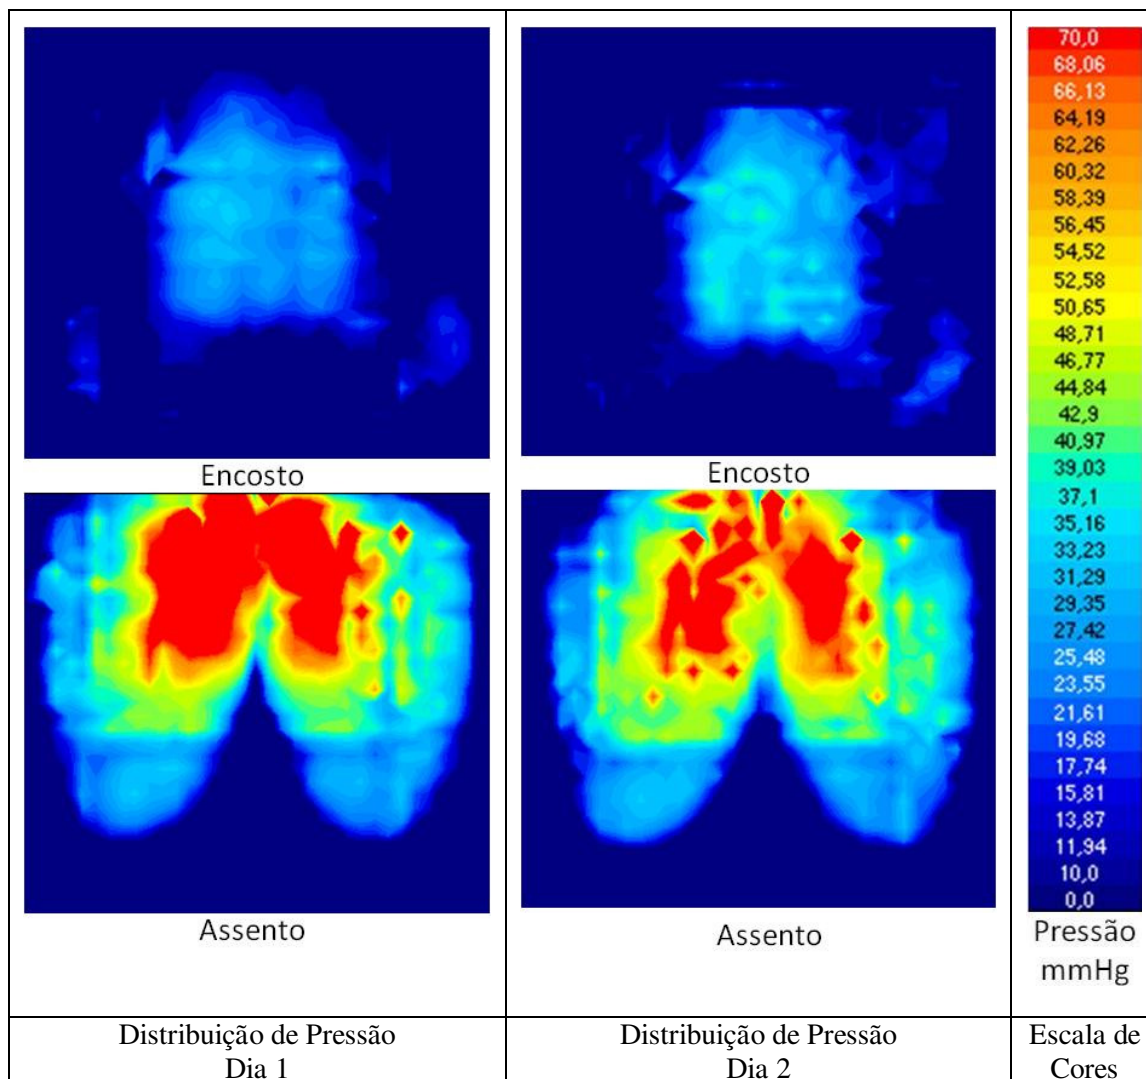 Encosto
Assento
Encosto
Assento
70,0
68,06
66,13
64,19
62,26
60,32
58,39
56,45
54,52
52,58
50,65
48,71
46,77
44,84
42,9
40,97
39,03
37,1
35,16
33,23
31,29
29,35
27,42
25,48
23,55
21,61
19,68
17,74
15,81
13,87
11,94
10,0
0,0
Pressão
mmHg
Distribuição de Pressão
Dia 1
Distribuição de Pressão
Dia 2
Escala de
Cores